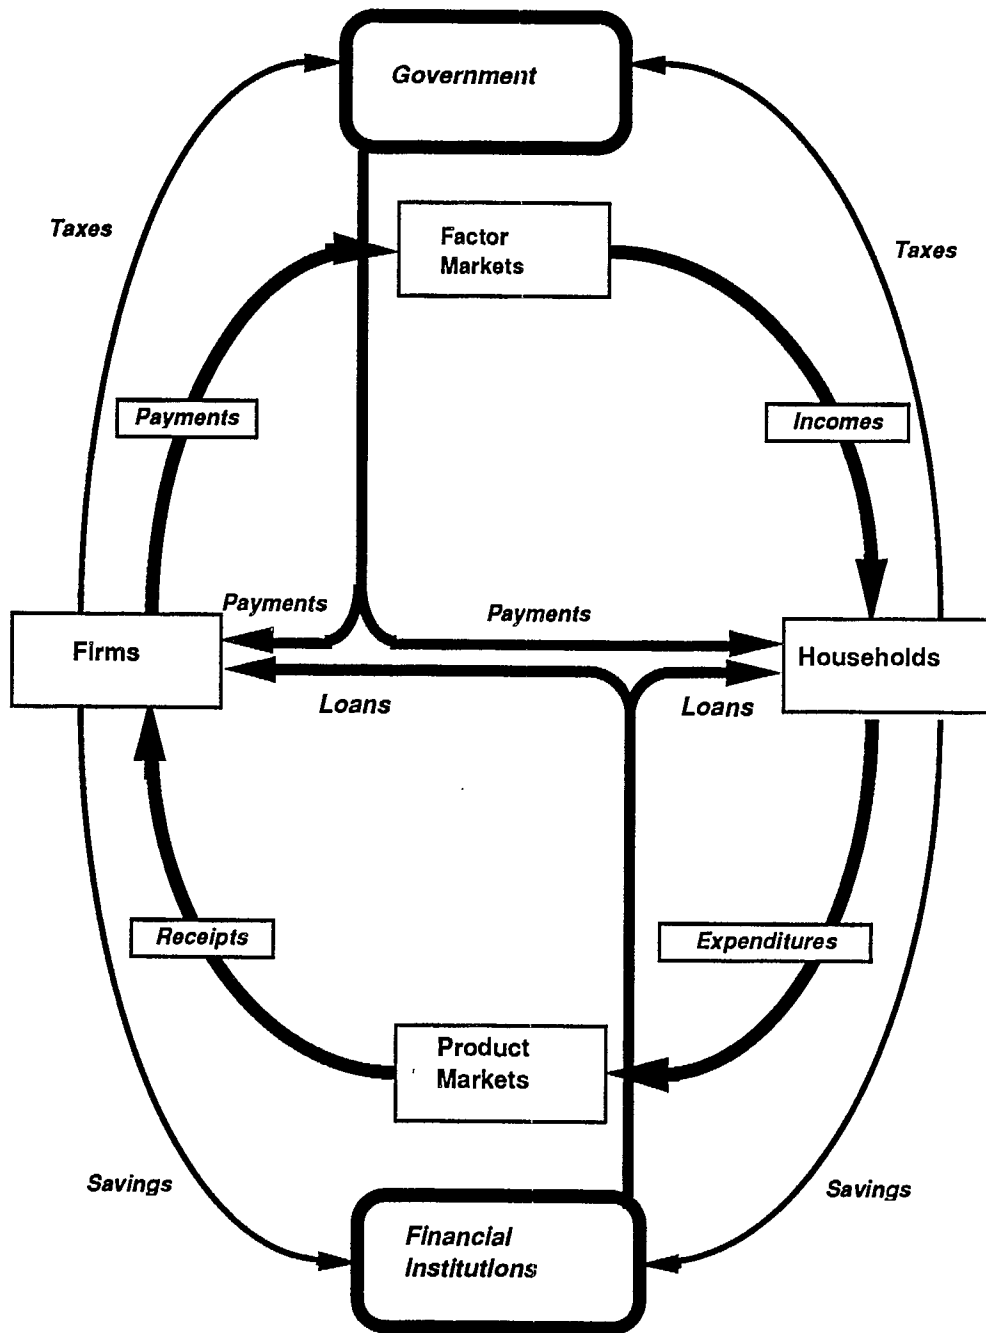 Government
Taxes
Factor
Markets
Taxes
Payments
Incomes
Payments
Payments
Firms
Households
Loans
Loans
Receipts
Expenditures
Product
Markets
Savings
Savings
Financial
Institutions